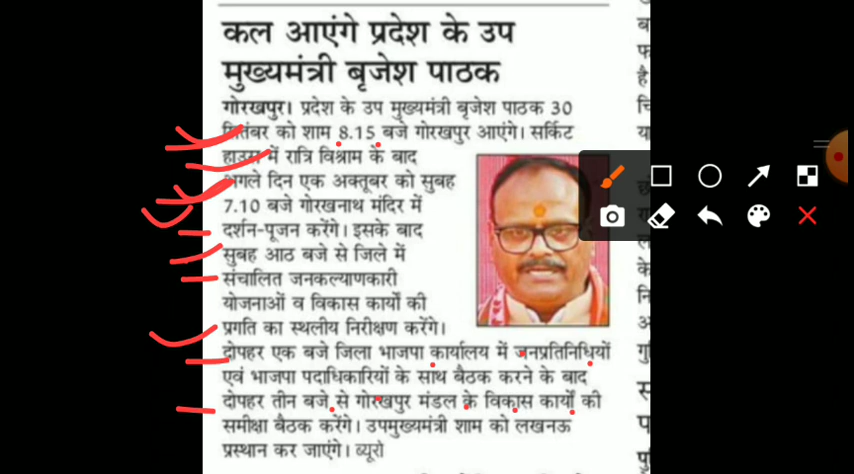 कल आएंगे प्रदेश के उप
मुख्यमंत्री बृजेश पाठक
गोरखपुर। प्रदेश के उप मुख्यमंत्री बृजेश पाठक 30
सितंबर को शाम 8.15 बजे गोरखपुर आएंगे। सर्किट
हाउस में रात्रि विश्राम के बाद
अगले दिन एक अक्तूबर को सुबह
7.10 बजे गोरखनाथ मंदिर में
दर्शन-पूजन करेंगे। इसके बाद
सुबह आठ बजे से जिले में
संचालित जनकल्याणकारी
योजनाओं व विकास कार्यों की
प्रगति का स्थलीय निरीक्षण करेंगे।
दोपहर एक बजे जिला भाजपा कार्यालय में जनप्रतिनिधियों
एवं भाजपा पदाधिकारियों के साथ बैठक करने के बाद
दोपहर तीन बजे से गोरखपुर मंडल के विकास कार्यों की
समीक्षा बैठक करेंगे। उपमुख्यमंत्री शाम को लखनऊ
प्रस्थान कर जाएंगे। ब्यूरो